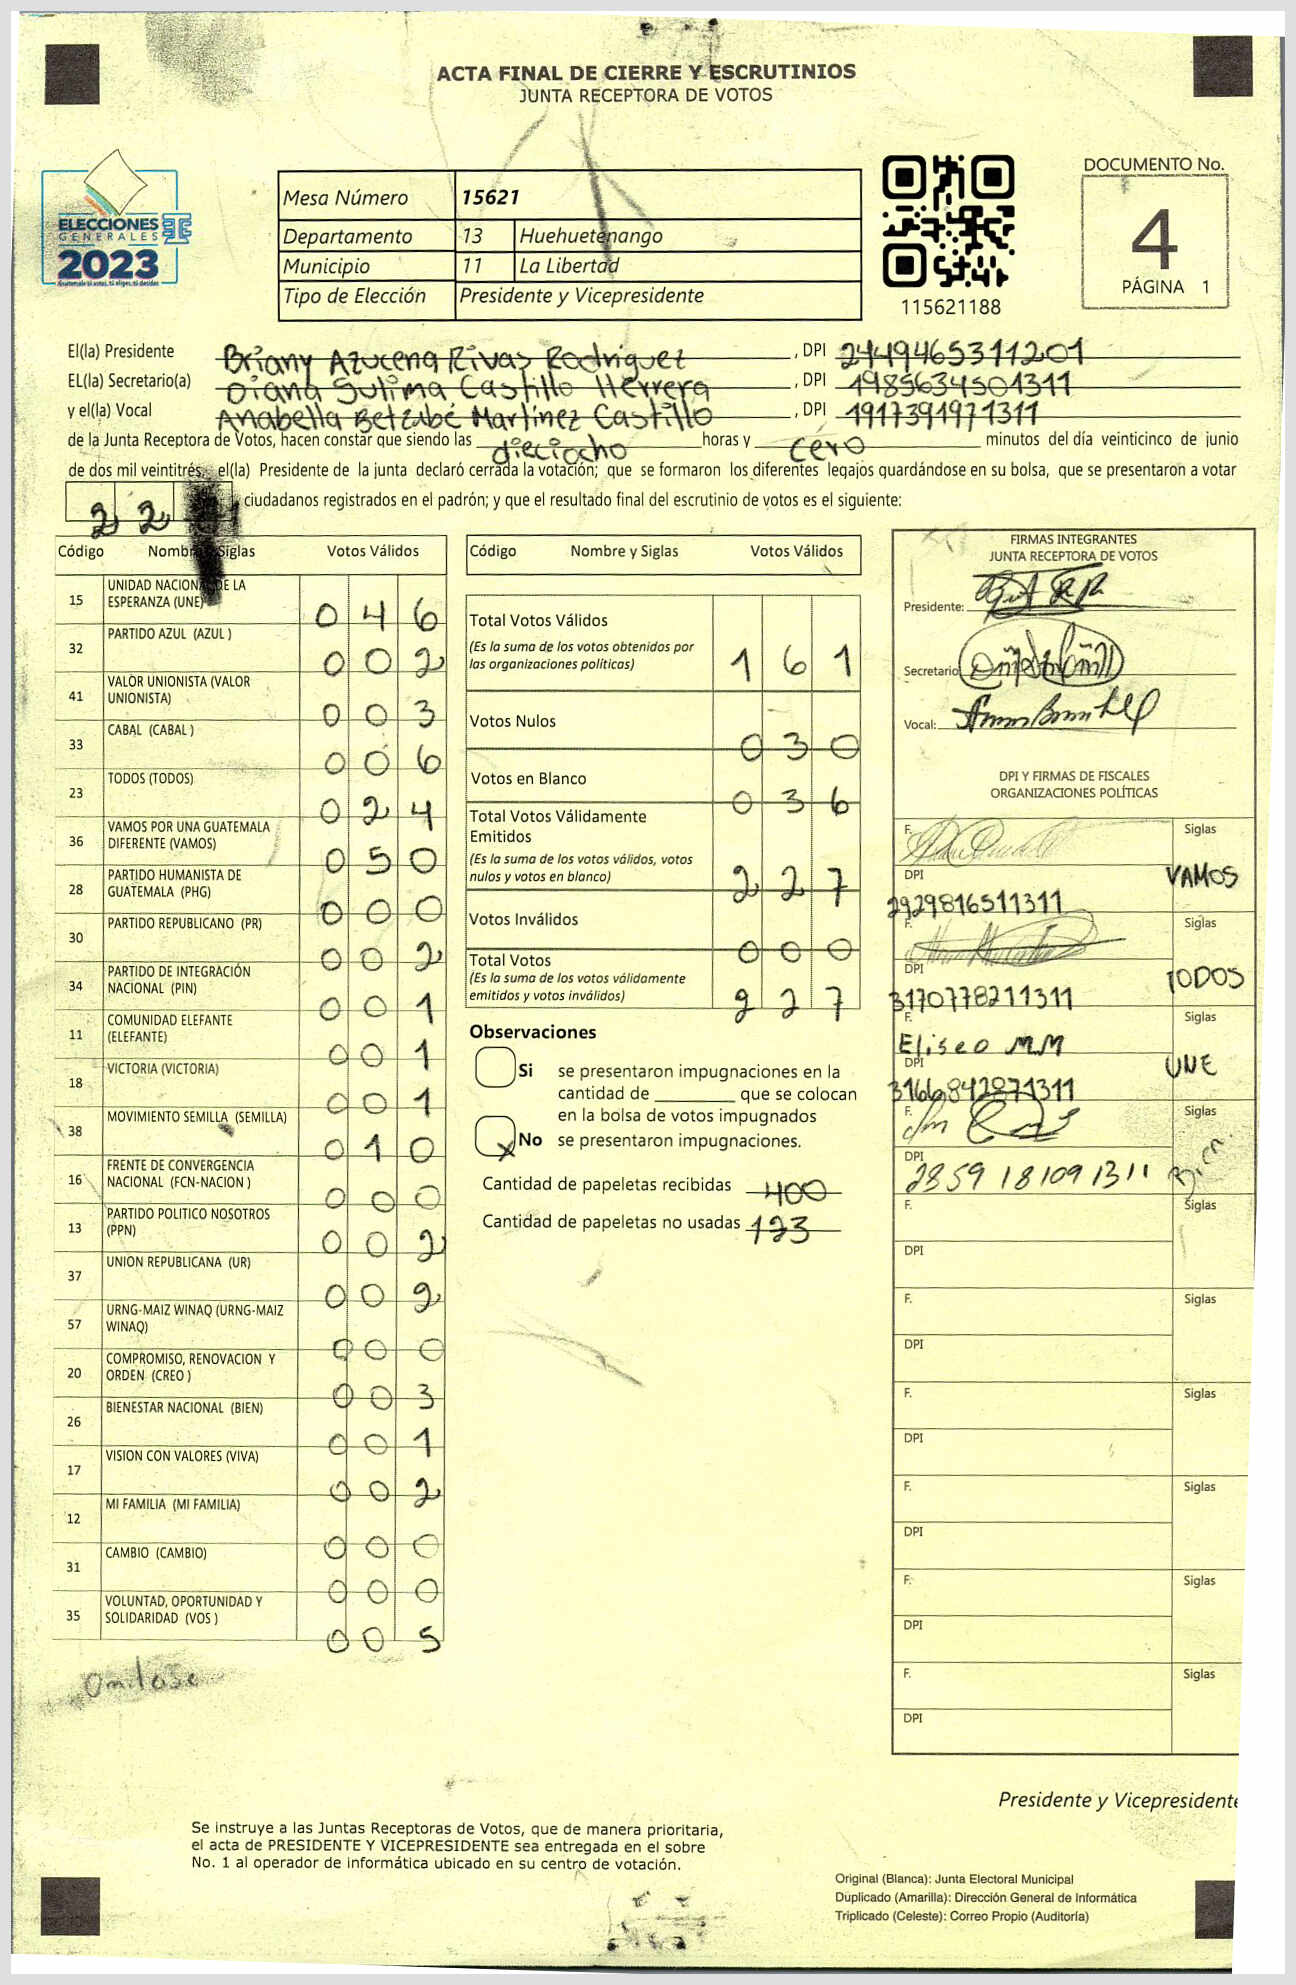 ACTA FINAL DE CIERRE Y ESCRUTINIOS
JUNTA RECEPTORA DE VOTOS
ELECCIONES
GENERALES
2023
Mesa Número 15621
Departamento 13 Huehuetenango
Municipio 11 La Libertad
Tipo de Elección Presidente y Vicepresidente
115621188
DOCUMENTO No.
4
PÁGINA 1
El(la) Presidente Briany Azucena Rivas Rodriguez, DPI 2449465311201
EL(la) Secretario(a) Diana Sulima Castillo Herrera, DPI 1985634501311
y el(la) Vocal Anabella Betzabé Martínez Castillo, DPI 1917391971311
de la Junta Receptora de Votos, hacen constar que siendo las dieciocho horas y cero minutos del día veinticinco de junio
de dos mil veintitrés, el(la) Presidente de la junta declaró cerrada la votación; que se formaron los diferentes legajos guardándose en su bolsa, que se presentaron a votar
2 2 ciudadanos registrados en el padrón; y que el resultado final del escrutinio de votos es el siguiente:
Código Nombre y Siglas Votos Válidos
15 UNIDAD NACIONAL DE LA ESPERANZA (UNE) 0 4 6
32 PARTIDO AZUL (AZUL ) 0 0 2
41 VALOR UNIONISTA (VALOR UNIONISTA) 0 0 3
33 CABAL (CABAL ) 0 0 6
23 TODOS (TODOS) 0 2 4
36 VAMOS POR UNA GUATEMALA DIFERENTE (VAMOS) 0 5 0
28 PARTIDO HUMANISTA DE GUATEMALA (PHG) 0 0 0
30 PARTIDO REPUBLICANO (PR) 0 0 2
34 PARTIDO DE INTEGRACIÓN NACIONAL (PIN) 0 0 1
11 COMUNIDAD ELEFANTE (ELEFANTE) 0 0 1
18 VICTORIA (VICTORIA) 0 0 1
38 MOVIMIENTO SEMILLA (SEMILLA) 0 1 0
16 FRENTE DE CONVERGENCIA NACIONAL (FCN-NACION ) 0 0 0
13 PARTIDO POLITICO NOSOTROS (PPN) 0 0 2
37 UNION REPUBLICANA (UR) 0 0 2
57 URNG-MAIZ WINAQ (URNG-MAIZ WINAQ) 0 0 0
20 COMPROMISO, RENOVACION Y ORDEN (CREO ) 0 0 3
26 BIENESTAR NACIONAL (BIEN) 0 0 1
17 VISION CON VALORES (VIVA) 0 0 2
12 MI FAMILIA (MI FAMILIA) 0 0 0
31 CAMBIO (CAMBIO) 0 0 0
35 VOLUNTAD, OPORTUNIDAD Y SOLIDARIDAD (VOS ) 0 0 5
Código Nombre y Siglas Votos Válidos
Total Votos Válidos 1 6 1
(Es la suma de los votos obtenidos por
las organizaciones políticas)
Votos Nulos 0 3 0
Votos en Blanco 0 3 6
Total Votos Válidamente
Emitidos 2 2 7
(Es la suma de los votos válidos, votos
nulos y votos en blanco)
Votos Inválidos 0 0 0
Total Votos 2 2 7
(Es la suma de los votos válidamente
emitidos y votos inválidos)
Observaciones
Si se presentaron impugnaciones en la
cantidad de ________ que se colocan
en la bolsa de votos impugnados
x No se presentaron impugnaciones.
Cantidad de papeletas recibidas 400
Cantidad de papeletas no usadas 173
FIRMAS INTEGRANTES
JUNTA RECEPTORA DE VOTOS
Presidente:
Secretario
Vocal:
DPI Y FIRMAS DE FISCALES
ORGANIZACIONES POLÍTICAS
F. Siglas
VAMOS
DPI
2929816511311
F. Siglas
TODOS
DPI
3170778211311
F. Siglas
Eliseo MM
UNE
DPI
3166842871311
F. Siglas
Bien.
DPI
2859 18109 1311
F. Siglas
DPI
F. Siglas
DPI
F. Siglas
DPI
F. Siglas
DPI
F. Siglas
DPI
F. Siglas
DPI
Presidente y Vicepresidente
Se instruye a las Juntas Receptoras de Votos, que de manera prioritaria,
el acta de PRESIDENTE Y VICEPRESIDENTE sea entregada en el sobre
No. 1 al operador de informática ubicado en su centro de votación.
Original (Blanca): Junta Electoral Municipal
Duplicado (Amarilla): Dirección General de Informática
Triplicado (Celeste): Correo Propio (Auditoría)